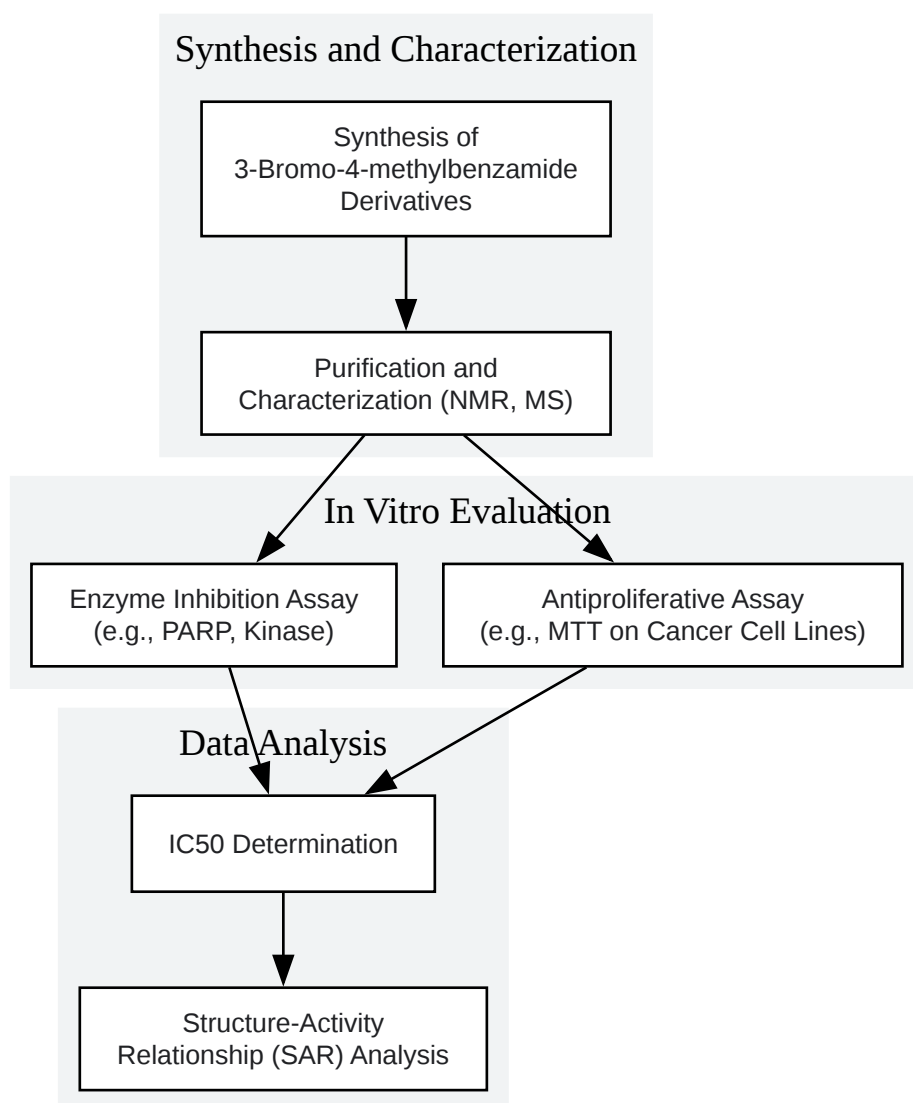 Synthesis and Characterization
Synthesis of
3-Bromo-4-methylbenzamide
Derivatives
Purification and
Characterization (NMR, MS)
In Vitro Evaluation
Enzyme Inhibition Assay
(e.g., PARP, Kinase)
Antiproliferative Assay
(e.g., MTT on Cancer Cell Lines)
Data Analysis
IC50 Determination
Structure-Activity
Relationship (SAR) Analysis